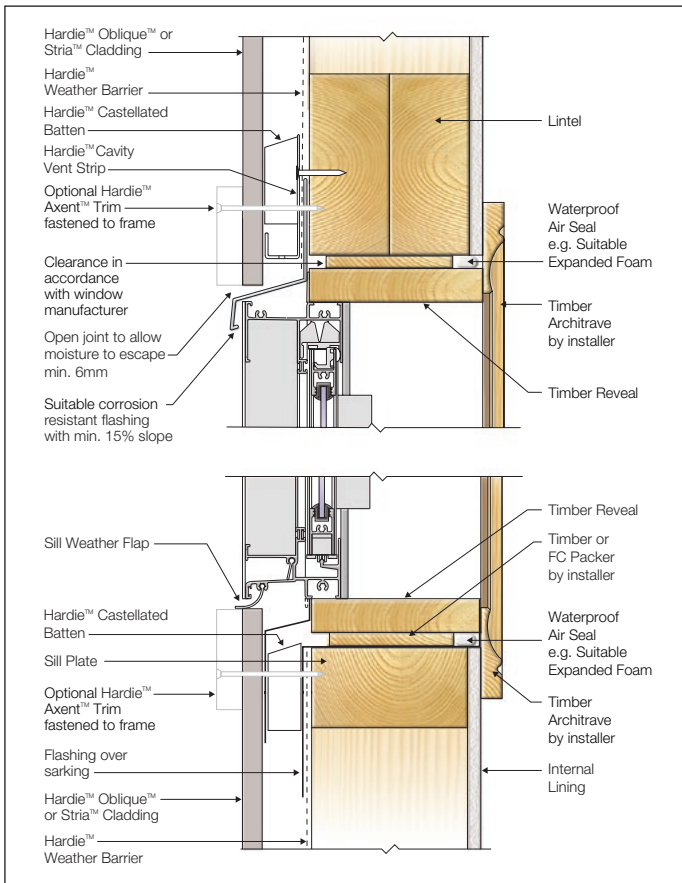 Hardie™ Oblique™ or
Stria™ Cladding
Hardie™
Weather Barrier
Hardie™ Castellated
Batten
Hardie™ Cavity
Vent Strip
Optional Hardie™
Axent™ Trim
fastened to frame
Clearance in
accordance
with window
manufacturer
Open joint to allow
moisture to escape
min. 6mm
Suitable corrosion
resistant flashing
with min. 15% slope
Lintel
Waterproof
Air Seal
e.g. Suitable
Expanded Foam
Timber
Architrave
by installer
Timber Reveal
Sill Weather Flap
Hardie™ Castellated
Batten
Sill Plate
Optional Hardie™
Axent™ Trim
fastened to frame
Flashing over
sarking
Hardie™ Oblique™
or Stria™ Cladding
Hardie™
Weather Barrier
Timber Reveal
Timber or
FC Packer
by installer
Waterproof
Air Seal
e.g. Suitable
Expanded Foam
Timber
Architrave
by installer
Internal
Lining